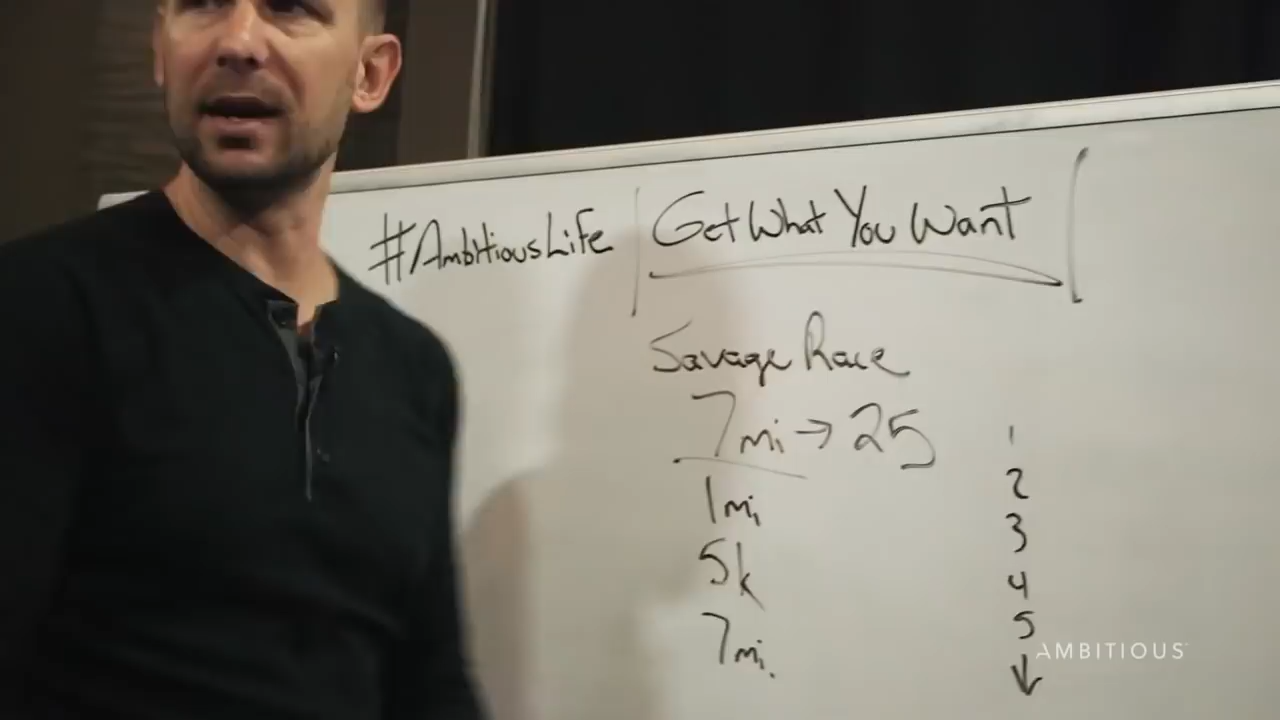 #AmbitiousLife | Get What You Want |
Savage Race
7mi → 25
1mi
5k
7mi.
1
2
3
4
5
↓
AMBITIOUS